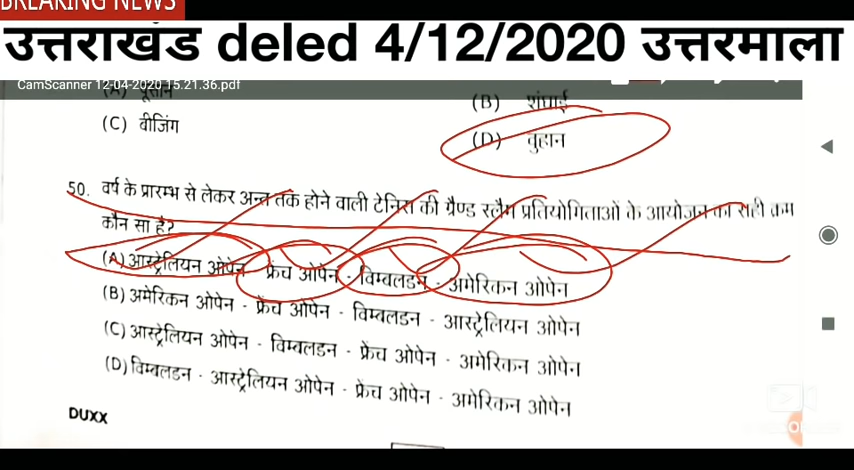 BREAKING NEWS
उत्तराखंड deled 4/12/2020 उत्तरमाला
CamScanner 12-04-2020 15.21.36.pdf
(A) पूसान
(B) शंघाई
(C) बीजिंग
(D) वुहान
50. वर्ष के प्रारम्भ से लेकर अन्त तक होने वाली टेनिस की ग्रैण्ड स्लैम प्रतियोगिताओं के आयोजन का सही क्रम
कौन सा है?
(A) आस्ट्रेलियन ओपेन - फ्रेंच ओपेन - विम्बलडन - अमेरिकन ओपेन
(B) अमेरिकन ओपेन - फ्रेंच ओपेन - विम्बलडन - आस्ट्रेलियन ओपेन
(C) आस्ट्रेलियन ओपेन - विम्बलडन - फ्रेंच ओपेन - अमेरिकन ओपेन
(D) विम्बलडन - आस्ट्रेलियन ओपेन - फ्रेंच ओपेन - अमेरिकन ओपेन
DUXX